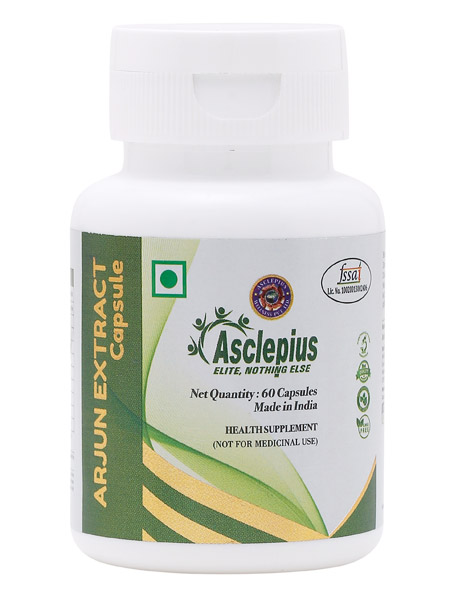 ARJUN EXTRACT
Capsule
fssai
Asclepius
ELITE, NOTHING ELSE
Net Quantity : 60 Capsules
Made in India
HEALTH SUPPLEMENT
(NOT FOR MEDICINAL USE)